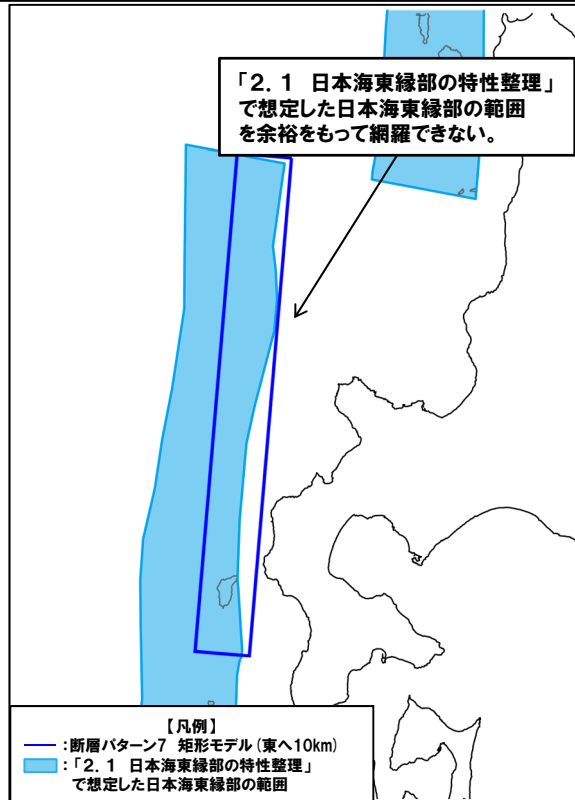 「2.1 日本海東縁部の特性整理」
で想定した日本海東縁部の範囲
を余裕をもって網羅できない。
【凡例】
:断層パターン7 矩形モデル(東へ10km)
:「2.1 日本海東縁部の特性整理」
で想定した日本海東縁部の範囲